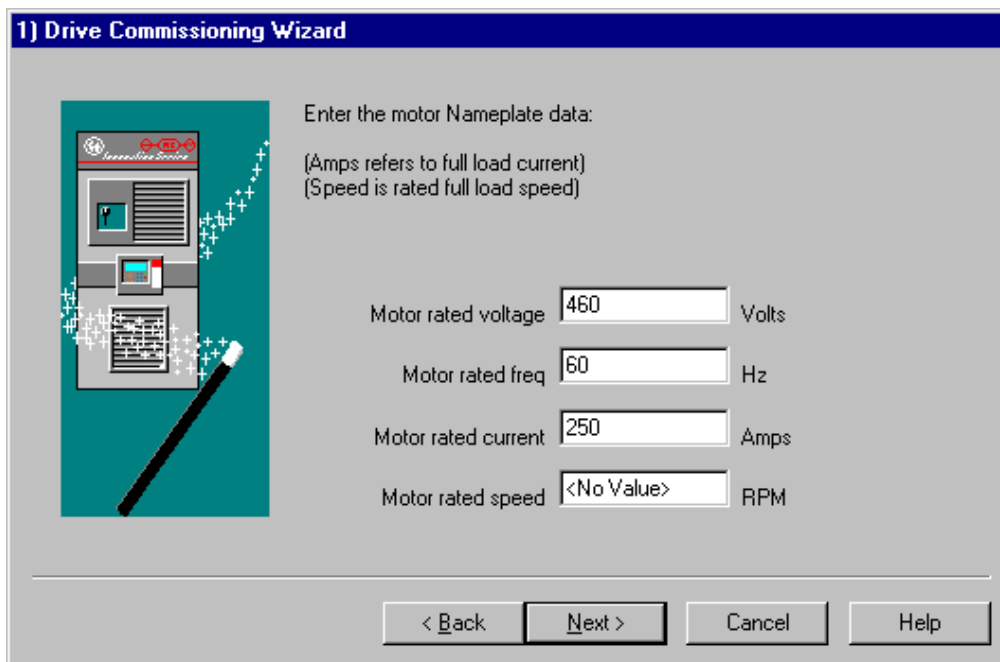 1) Drive Commissioning Wizard
Innovation Series
Enter the motor Nameplate data:
(Amps refers to full load current)
(Speed is rated full load speed)
Motor rated voltage 460 Volts
Motor rated freq 60 Hz
Motor rated current 250 Amps
Motor rated speed <No Value> RPM
< Back Next > Cancel Help